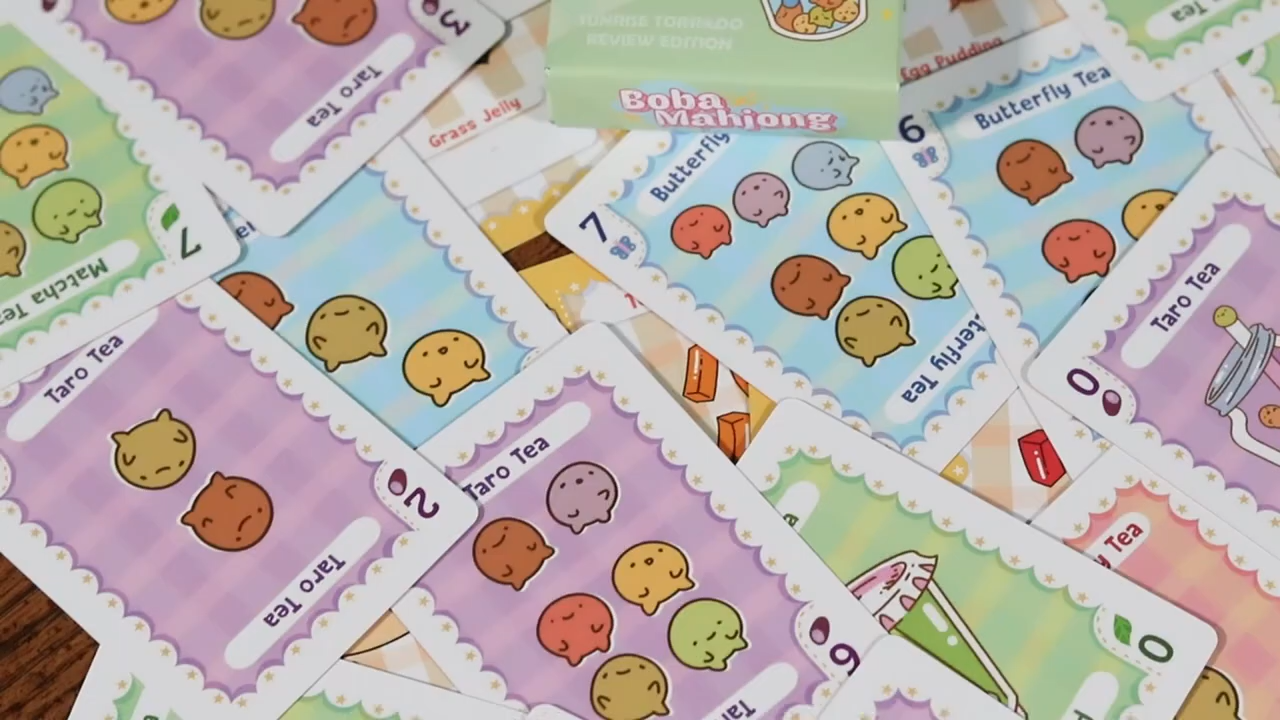 SUNRISE TORNADO
REVIEW EDITION
Boba
Mahjong
3
Taro Tea
Grass Jelly
Egg Pudding
Tea
Butterfly Tea
6
7
Butterfly
Butterfly Tea
7
Matcha Tea
Taro Tea
0
Taro Tea
2
Taro Tea
Taro Tea
6
Taro
Tea
0